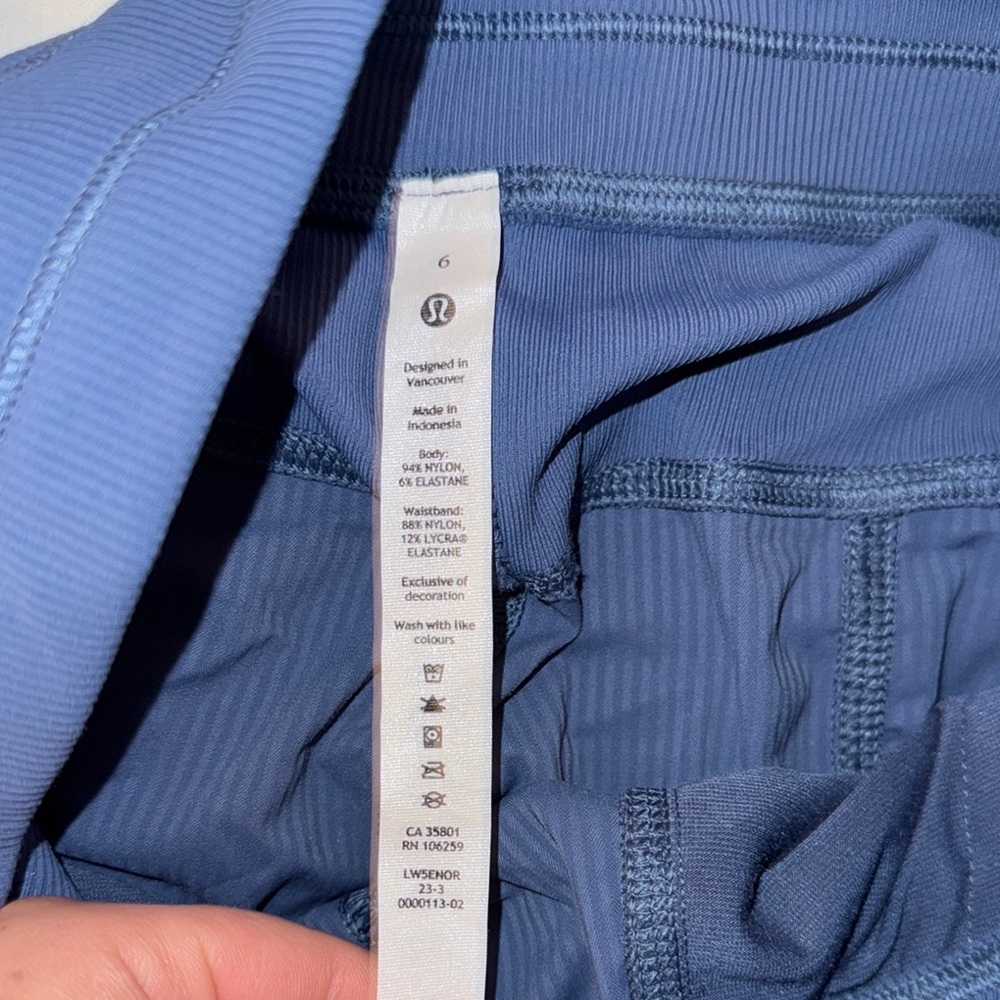 6
Designed in
Vancouver
Made in
Indonesia
Body:
94% NYLON,
6% ELASTANE
Waistband:
88% NYLON,
12% LYCRA®
ELASTANE
Exclusive of
decoration
Wash with like
colours
CA 35801
RN 106259
LW5ENOR
23-3
0000113-02